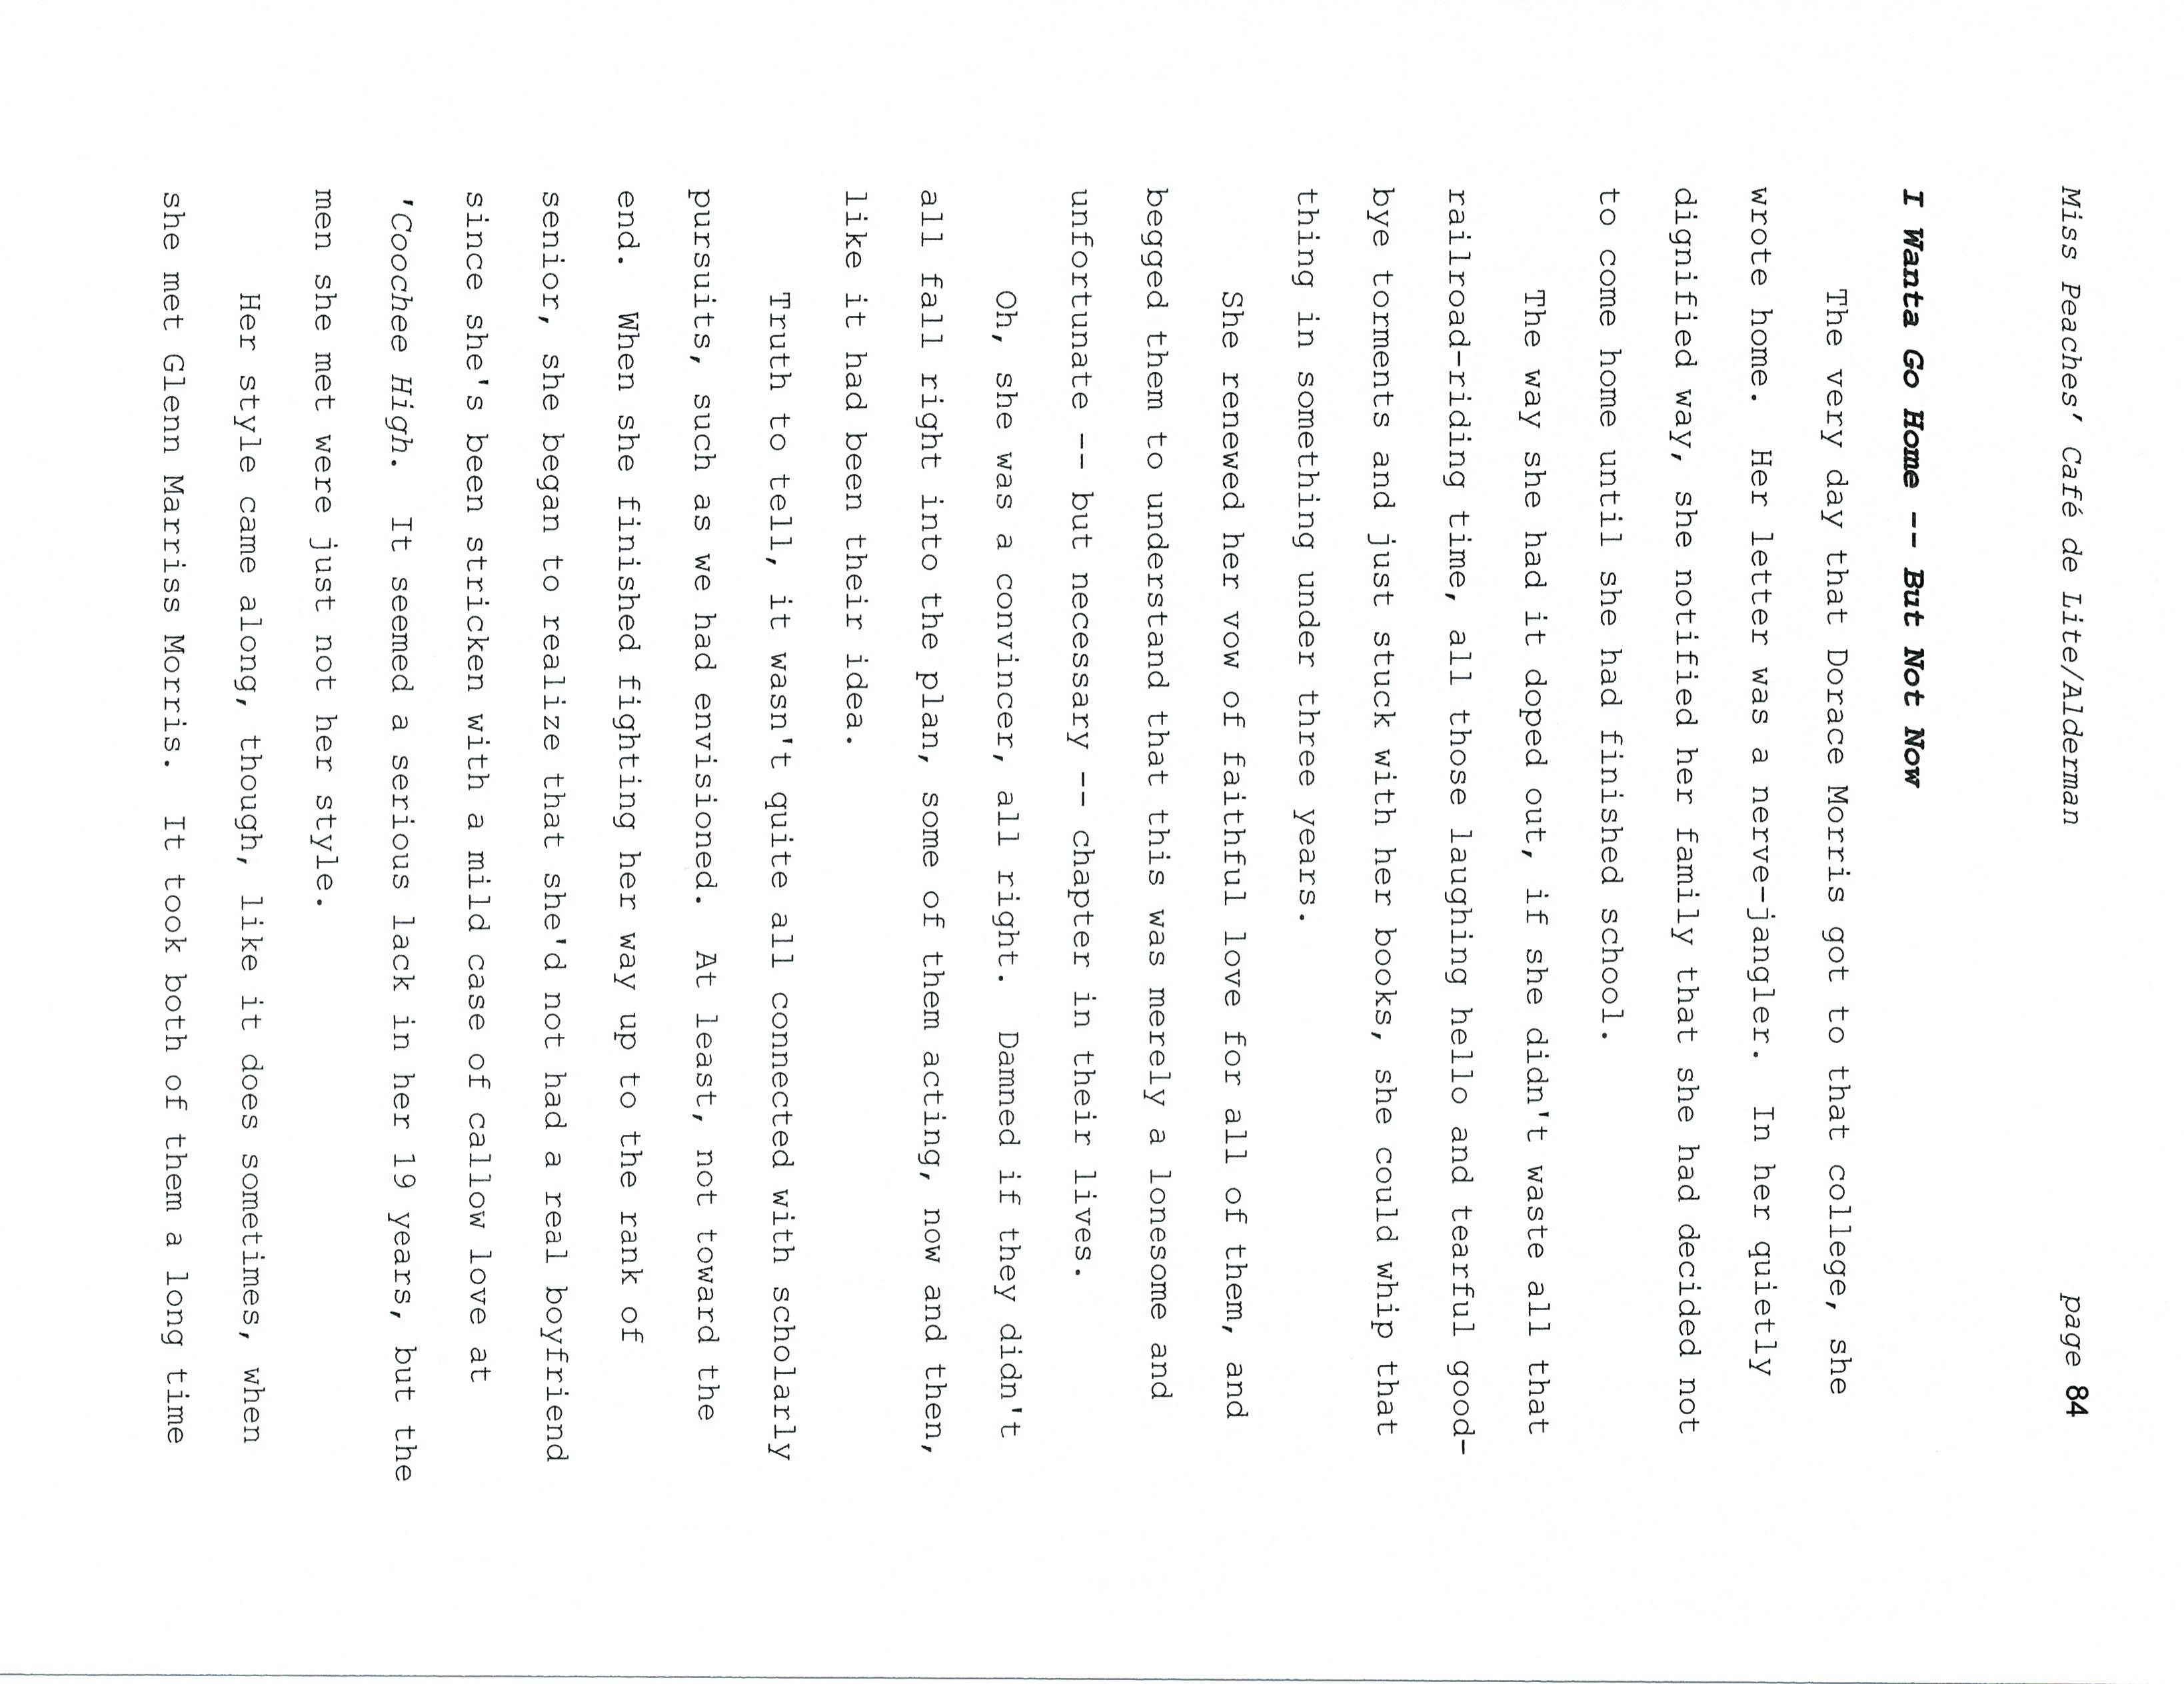 Miss Peaches' Café de Lite/Alderman page 84
I Wanta Go Home -- But Not Now
The very day that Dorace Morris got to that college, she
wrote home. Her letter was a nerve-jangler. In her quietly
dignified way, she notified her family that she had decided not
to come home until she had finished school.
The way she had it doped out, if she didn't waste all that
railroad-riding time, all those laughing hello and tearful good-
bye torments and just stuck with her books, she could whip that
thing in something under three years.
She renewed her vow of faithful love for all of them, and
begged them to understand that this was merely a lonesome and
unfortunate -- but necessary -- chapter in their lives.
Oh, she was a convincer, all right. Damned if they didn't
all fall right into the plan, some of them acting, now and then,
like it had been their idea.
Truth to tell, it wasn't quite all connected with scholarly
pursuits, such as we had envisioned. At least, not toward the
end. When she finished fighting her way up to the rank of
senior, she began to realize that she'd not had a real boyfriend
since she's been stricken with a mild case of callow love at
'Coochee High. It seemed a serious lack in her 19 years, but the
men she met were just not her style.
Her style came along, though, like it does sometimes, when
she met Glenn Marriss Morris. It took both of them a long time